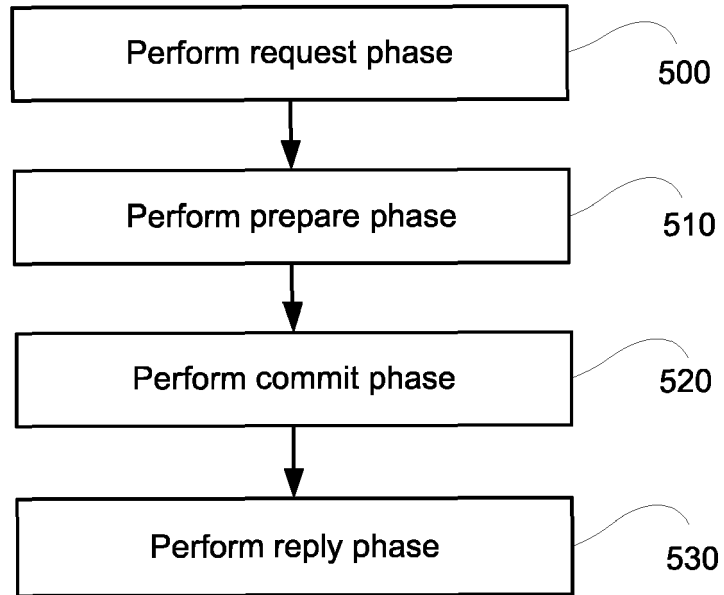 Perform request phase
500
Perform prepare phase
510
Perform commit phase
520
Perform reply phase
530